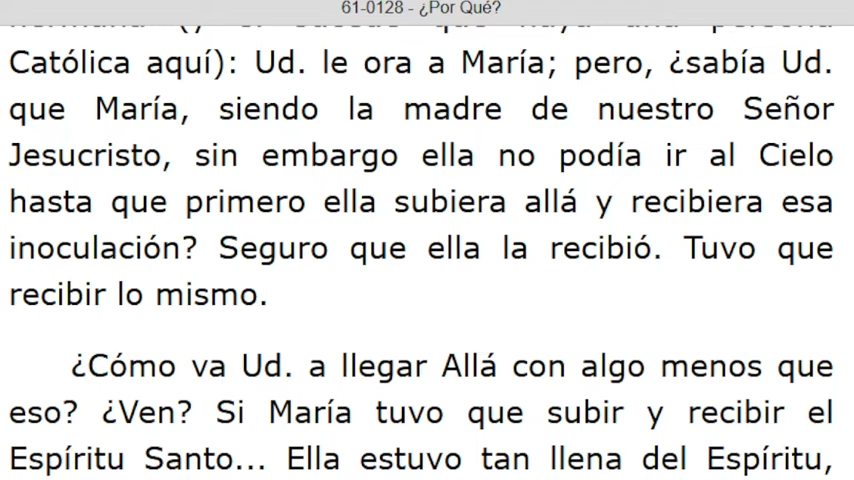 61-0128 - ¿Por Qué?
Católica aquí): Ud. le ora a María; pero, ¿sabía Ud.
que María, siendo la madre de nuestro Señor
Jesucristo, sin embargo ella no podía ir al Cielo
hasta que primero ella subiera allá y recibiera esa
inoculación? Seguro que ella la recibió. Tuvo que
recibir lo mismo.
¿Cómo va Ud. a llegar Allá con algo menos que
eso? ¿Ven? Si María tuvo que subir y recibir el
Espíritu Santo... Ella estuvo tan llena del Espíritu,